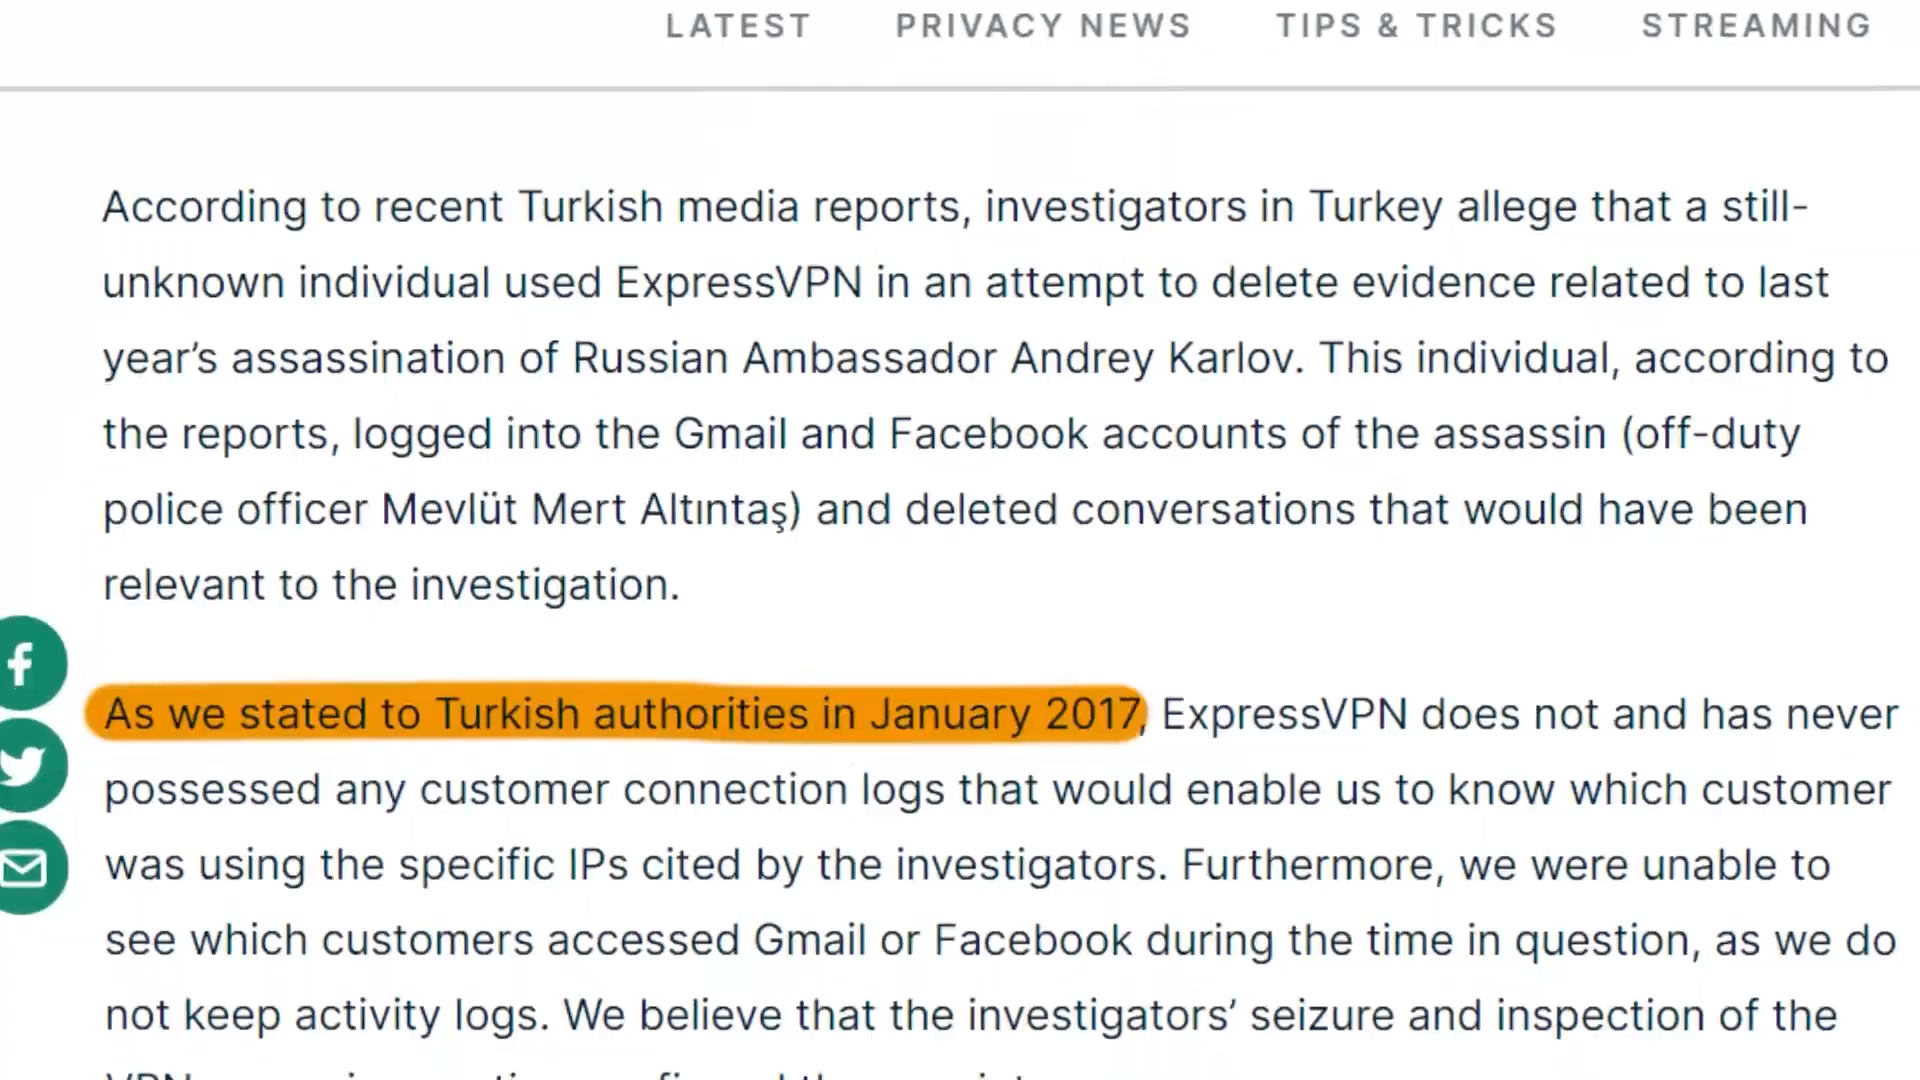 LATEST PRIVACY NEWS TIPS & TRICKS STREAMING
According to recent Turkish media reports, investigators in Turkey allege that a still-
unknown individual used ExpressVPN in an attempt to delete evidence related to last
year’s assassination of Russian Ambassador Andrey Karlov. This individual, according to
the reports, logged into the Gmail and Facebook accounts of the assassin (off-duty
police officer Mevlüt Mert Altıntaş) and deleted conversations that would have been
relevant to the investigation.
As we stated to Turkish authorities in January 2017, ExpressVPN does not and has never
possessed any customer connection logs that would enable us to know which customer
was using the specific IPs cited by the investigators. Furthermore, we were unable to
see which customers accessed Gmail or Facebook during the time in question, as we do
not keep activity logs. We believe that the investigators’ seizure and inspection of the